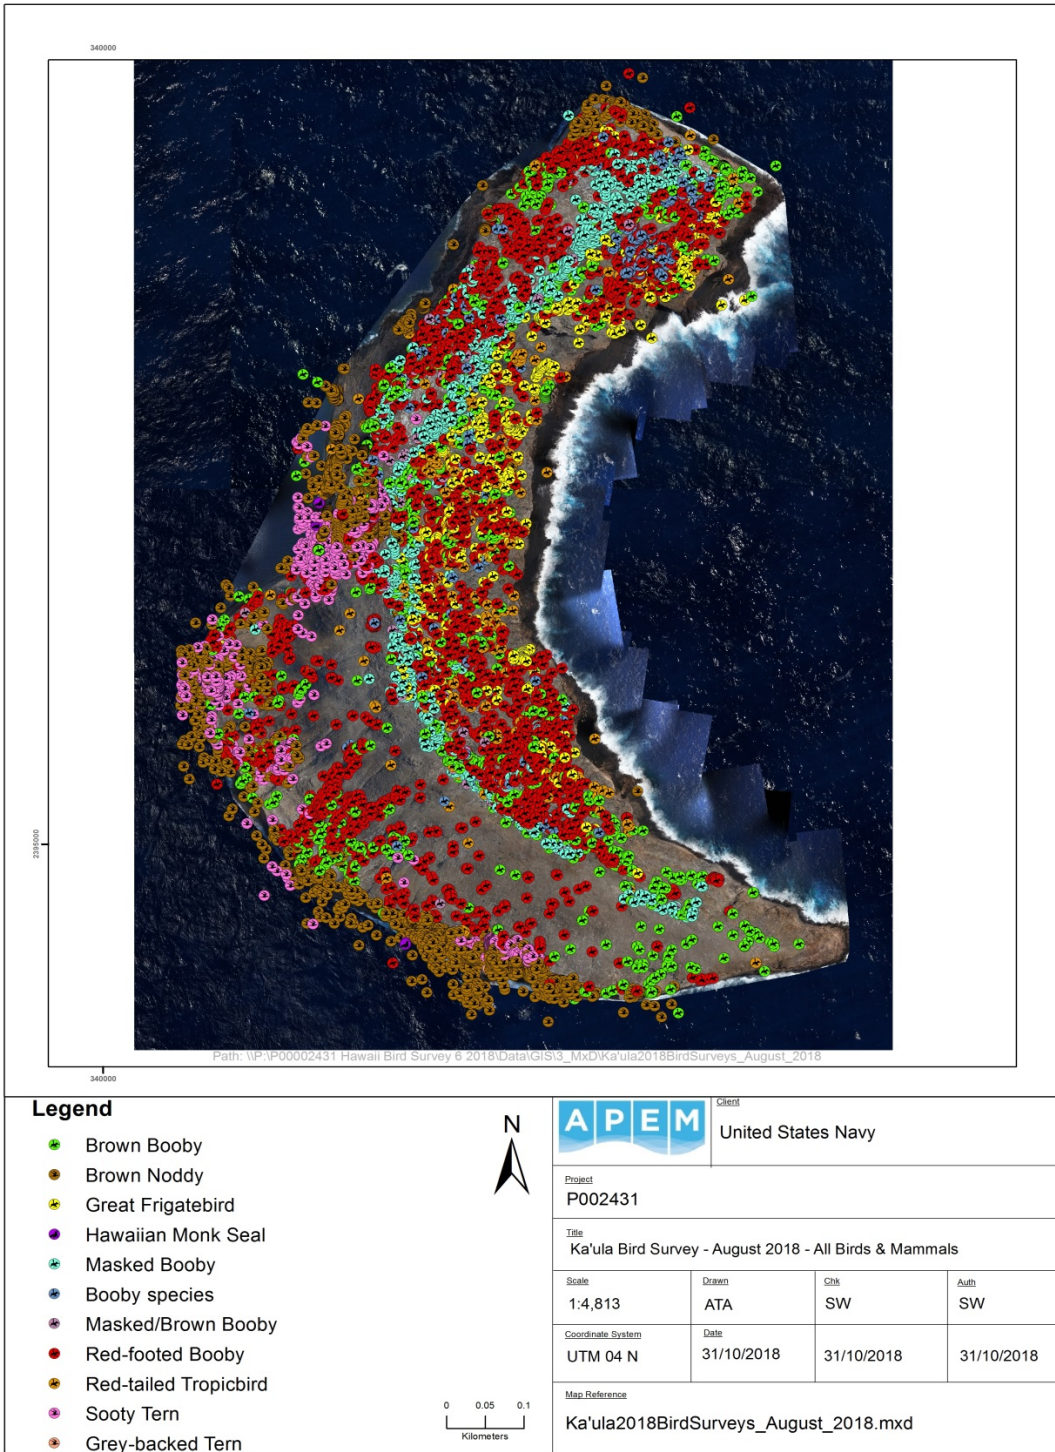 340000
2395000
Path: \\P:\P00002431 Hawaii Bird Survey 6 2018\Data\GIS\3_MxD\Ka'ula2018BirdSurveys_August_2018
340000
Legend
Brown Booby
Brown Noddy
Great Frigatebird
Hawaiian Monk Seal
Masked Booby
Booby species
Masked/Brown Booby
Red-footed Booby
Red-tailed Tropicbird
Sooty Tern
Grey-backed Tern
N
0 0.05 0.1
Kilometers
APEM
Client
United States Navy
Project
P002431
Title
Ka'ula Bird Survey - August 2018 - All Birds & Mammals
Scale Drawn Chk Auth
1:4,813 ATA SW SW
Coordinate System Date
UTM 04 N 31/10/2018 31/10/2018 31/10/2018
Map Reference
Ka'ula2018BirdSurveys_August_2018.mxd